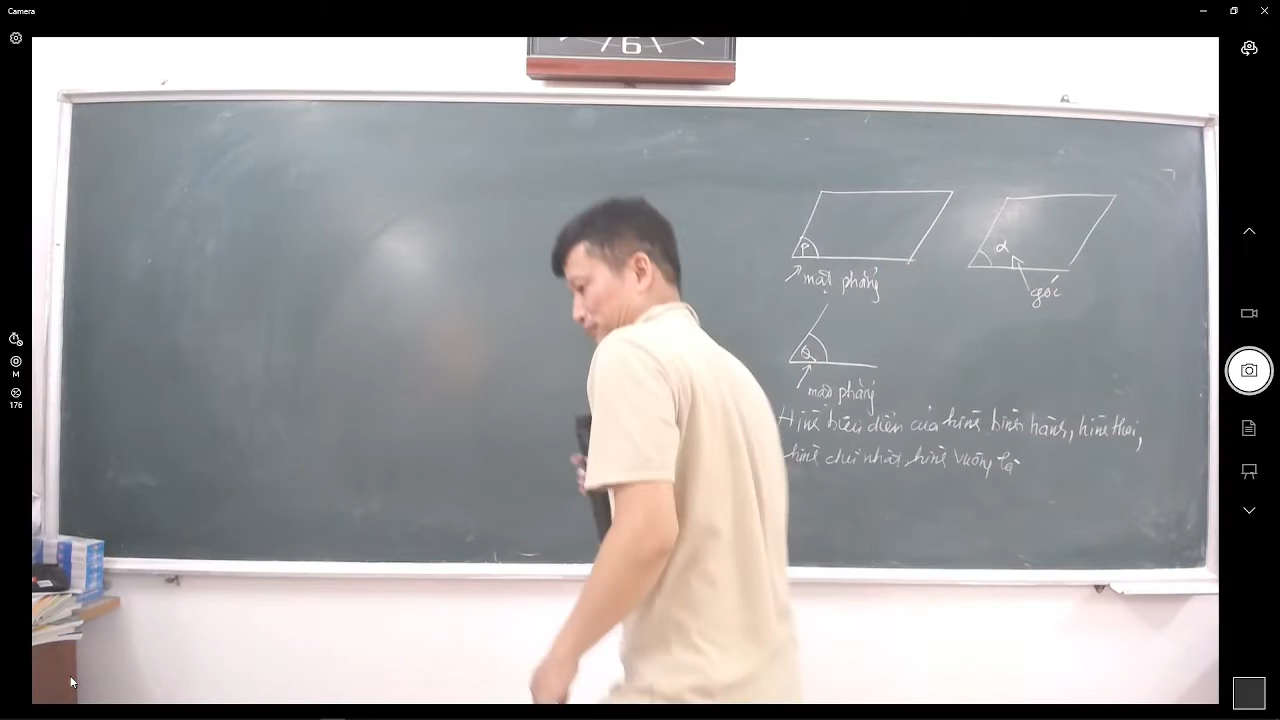 Camera
6
P
mặt phẳng
α
góc
Q
mặt phẳng
Hình biểu diễn của hình bình hành, hình thoi,
hình chữ nhật, hình vuông là
M
176